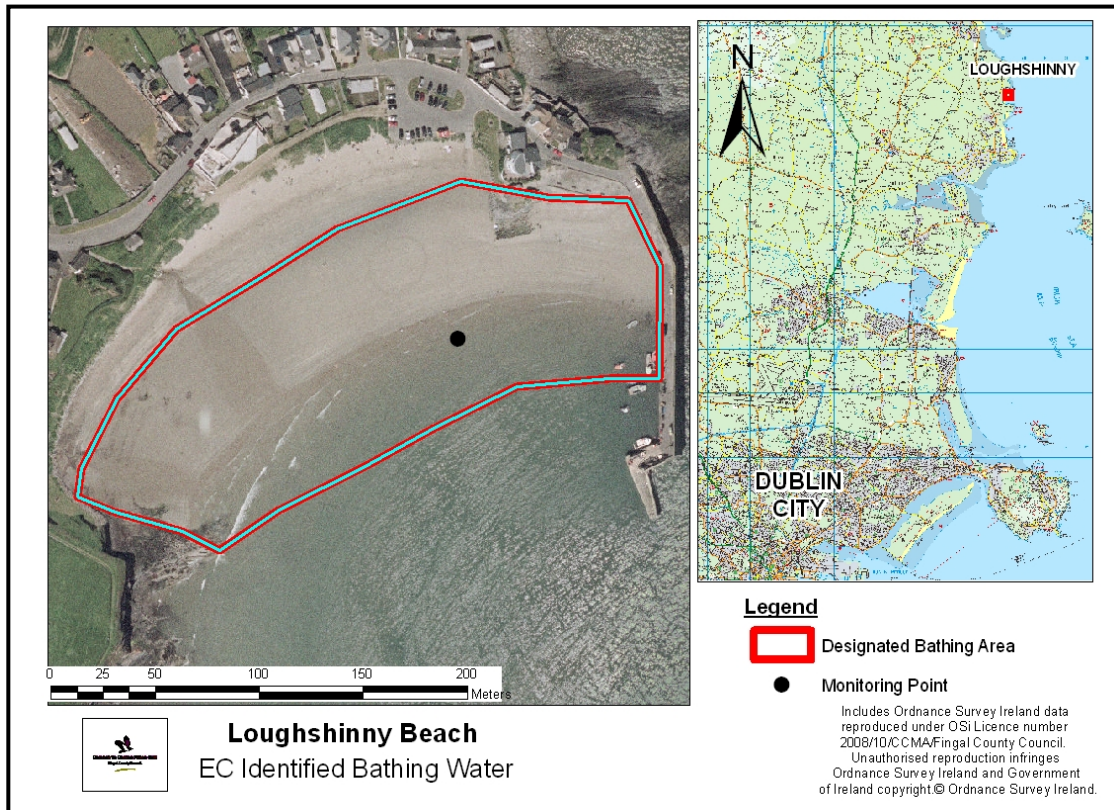 N
LOUGHSHINNY
DUBLIN
CITY
0 25 50 100 150 200
Meters
Loughshinny Beach
EC Identified Bathing Water
Legend
Designated Bathing Area
Monitoring Point
Includes Ordnance Survey Ireland data
reproduced under OSi Licence number
2008/10/CCMA/Fingal County Council.
Unauthorised reproduction infringes
Ordnance Survey Ireland and Government
of Ireland copyright.© Ordnance Survey Ireland.